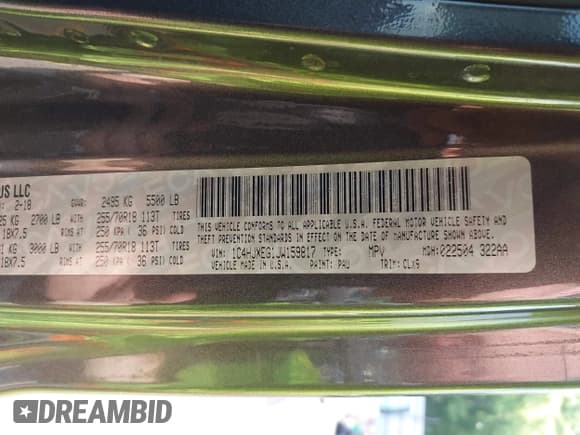 US LLC
2-18 GVWR: 2495 KG 5500 LB
25 KG 2700 LB 255/70R18 113T TIRES
18X7.5 RIMS AT 250 KPA ( 36 PSI) COLD
KG 3000 LB WITH 255/70R18 113T TIRES
18X7.5 RIMS AT 250 KPA ( 36 PSI) COLD
THIS VEHICLE CONFORMS TO ALL APPLICABLE U.S.A. FEDERAL MOTOR VEHICLE SAFETY AND
THEFT PREVENTION STANDARDS IN EFFECT ON THE DATE OF MANUFACTURE SHOWN ABOVE.
VIN: 1C4HJXEG1JW159817 TYPE: MPV MDH: 022504 322AA
VEHICLE MADE IN U.S.A. PAINT: PAU TRIM: CLX9
DREAMBID